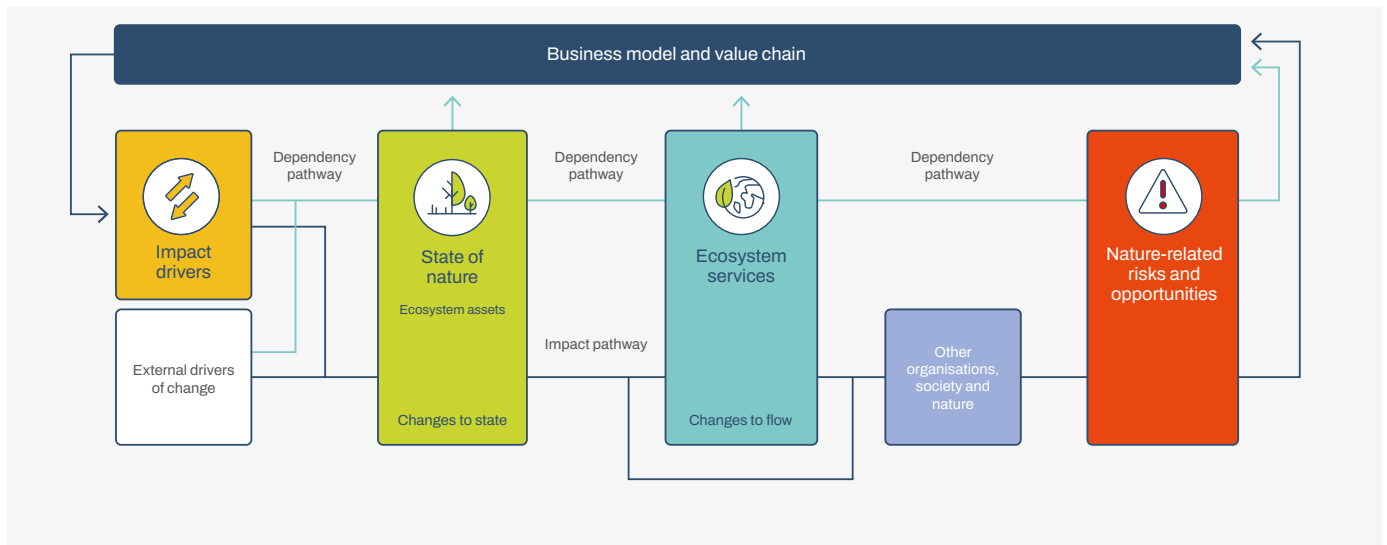 Business model and value chain
Dependency
pathway
Dependency
pathway
Dependency
pathway
Impact
drivers
State of
nature
Ecosystem assets
Ecosystem
services
Nature-related
risks and
opportunities
External drivers
of change
Impact pathway
Other
organisations,
society and
nature
Changes to state
Changes to flow